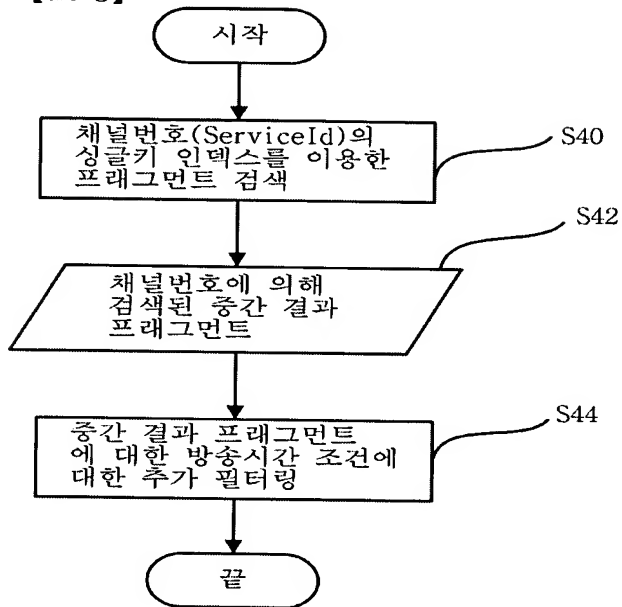 시작
채널번호(ServiceId)의
싱글키 인덱스를 이용한
프래그먼트 검색
S40
S42
채널번호에 의해
검색된 중간 결과
프래그먼트
중간 결과 프래그먼트
에 대한 방송시간 조건에
대한 추가 필터링
S44
끝